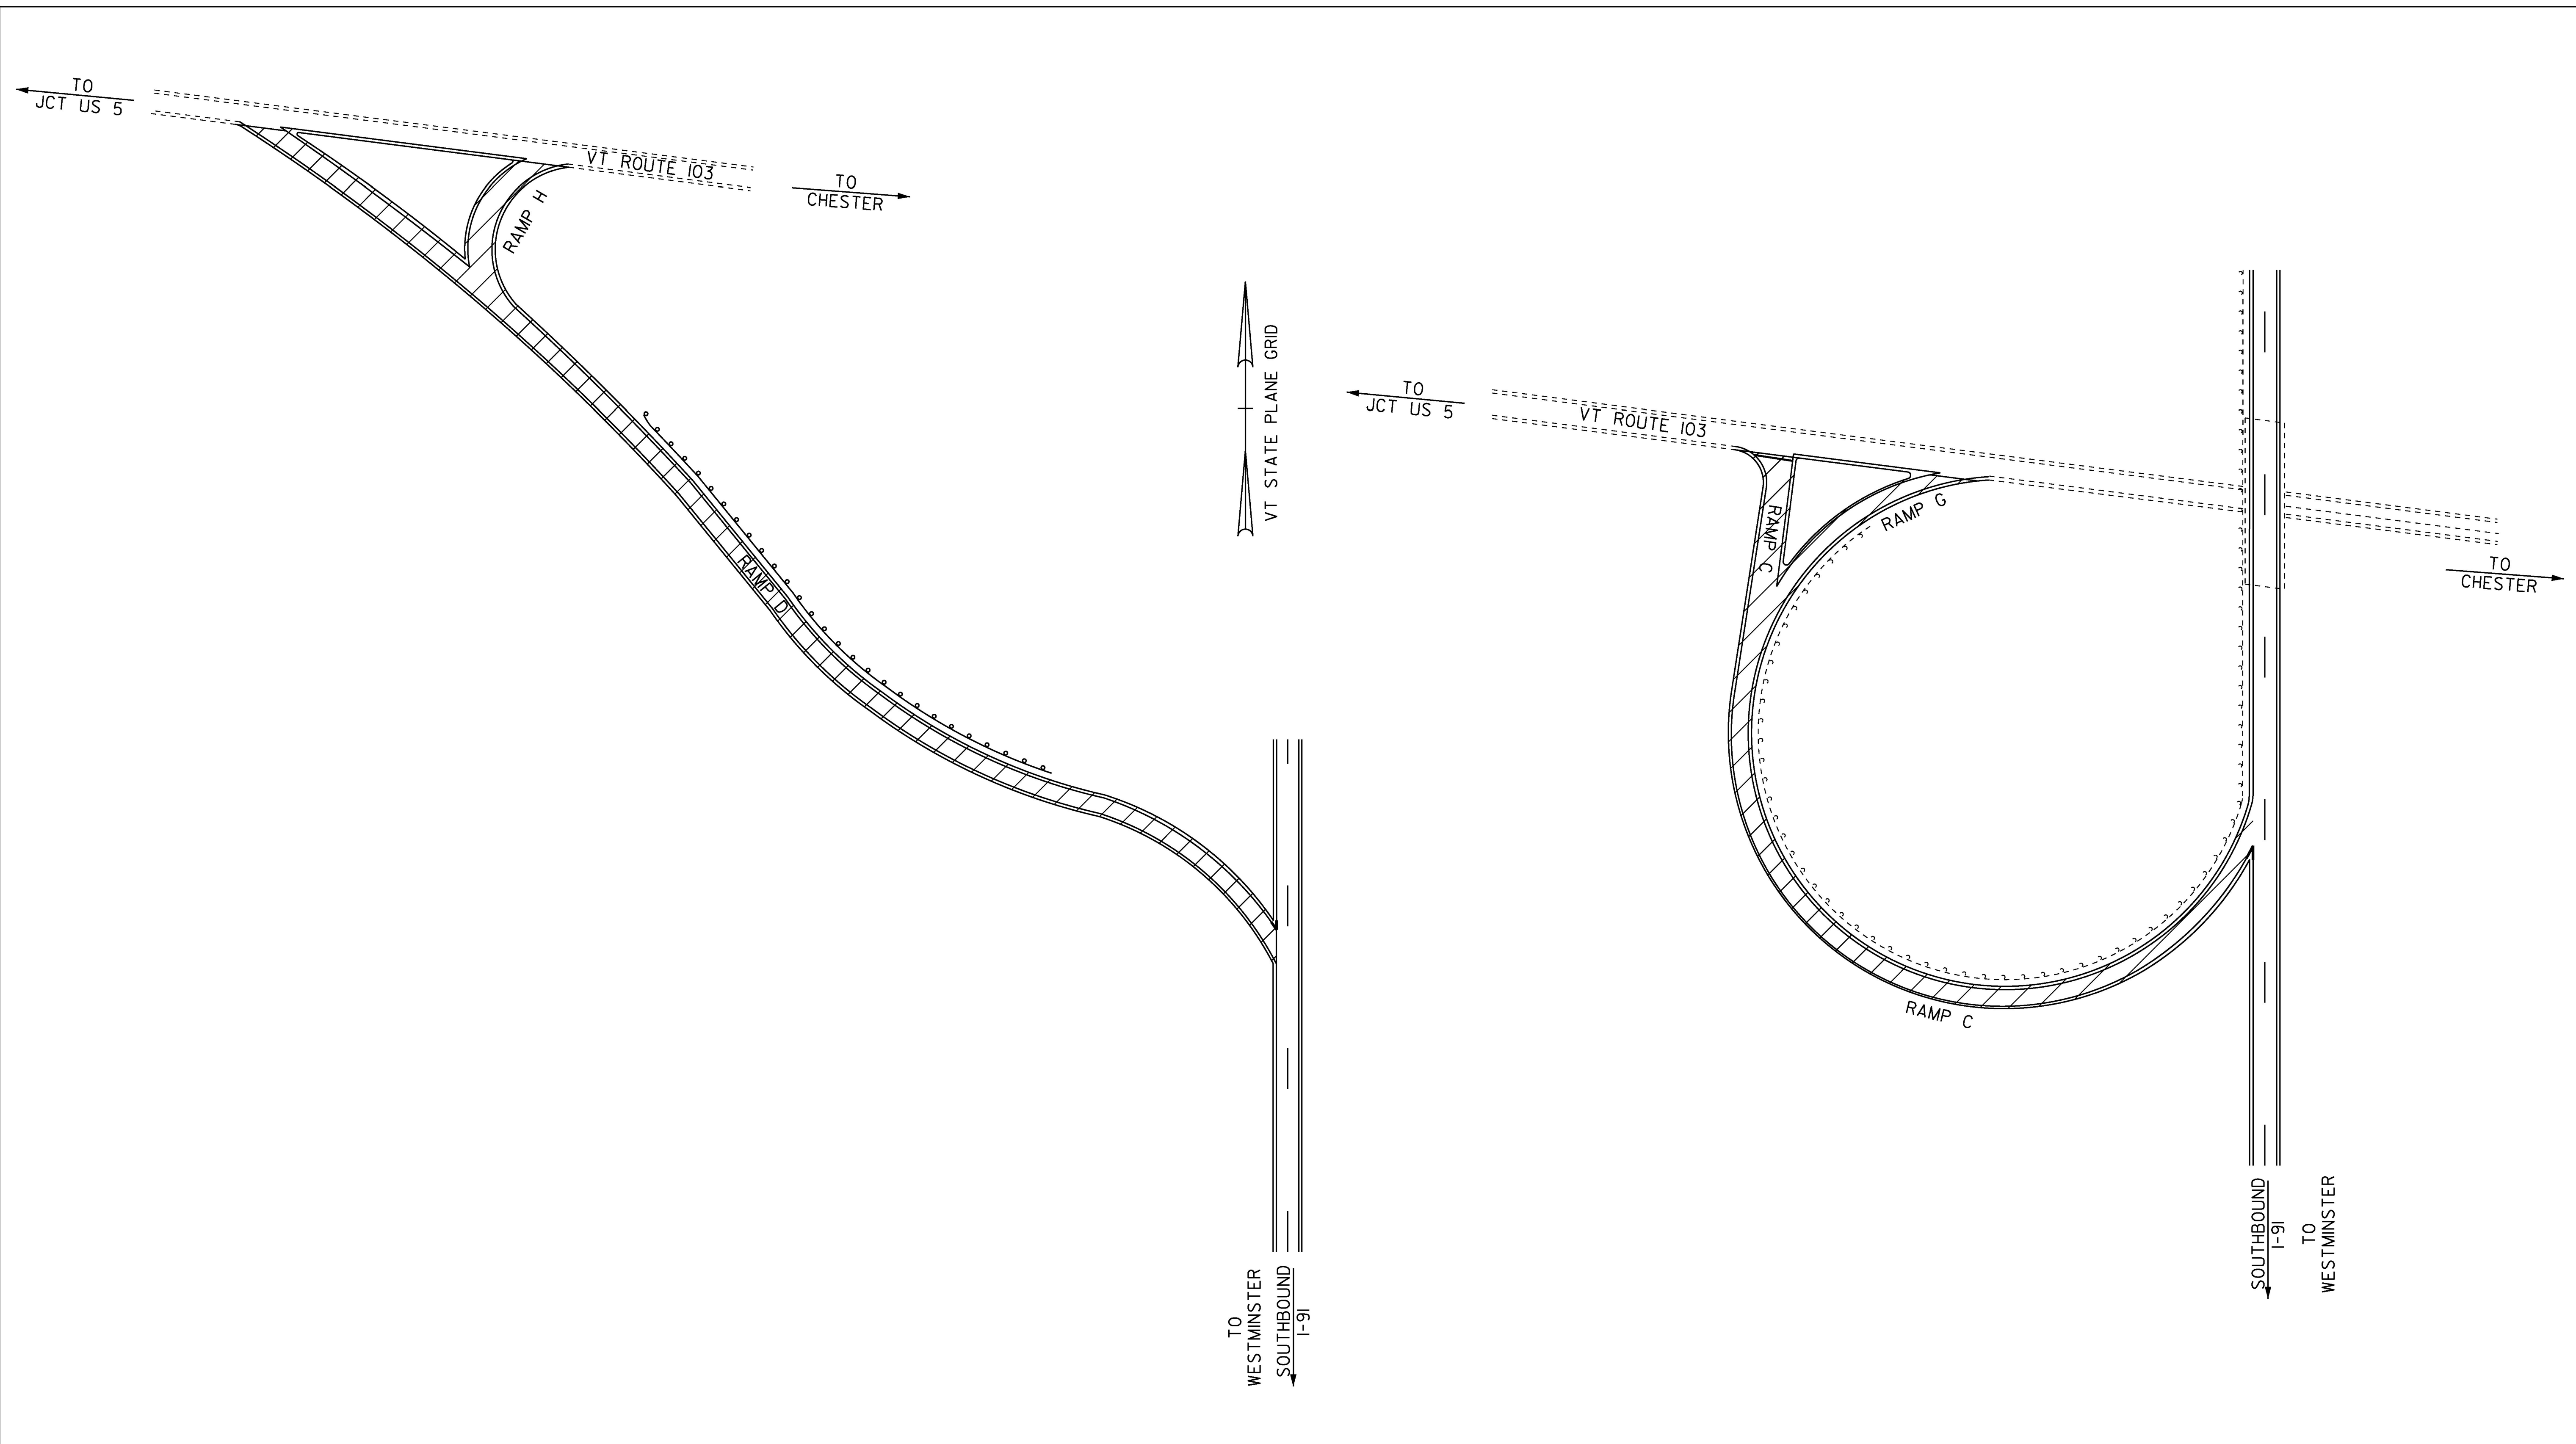 TO
JCT US 5
VT ROUTE 103
TO
CHESTER
RAMP H
RAMP D
VT STATE PLANE GRID
TO
WESTMINSTER
SOUTHBOUND
I-91
TO
JCT US 5
VT ROUTE 103
RAMP C
RAMP G
TO
CHESTER
RAMP C
SOUTHBOUND
I-91
TO
WESTMINSTER